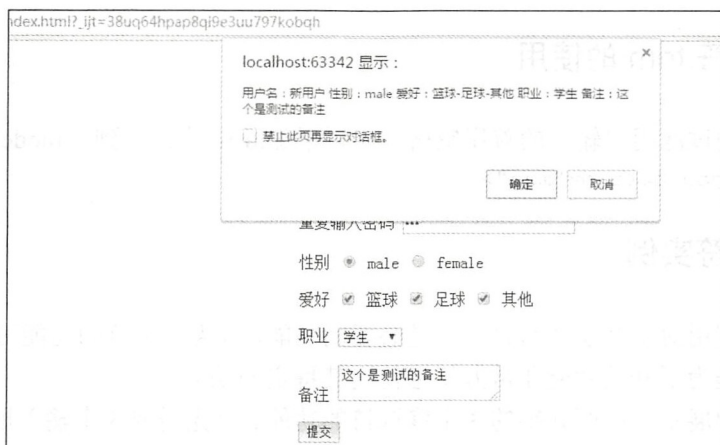 ndex.html?_ijt=38uq64hpap8qi9e3uu797kobqh
localhost:63342 显示：
×
用户名：新用户 性别：male 爱好：篮球-足球-其他 职业：学生 备注：这
个是测试的备注
禁止此页再显示对话框。
确定 取消
重复输入密码 •••
性别 male female
爱好 篮球 足球 其他
职业 学生
备注 这个是测试的备注
提交